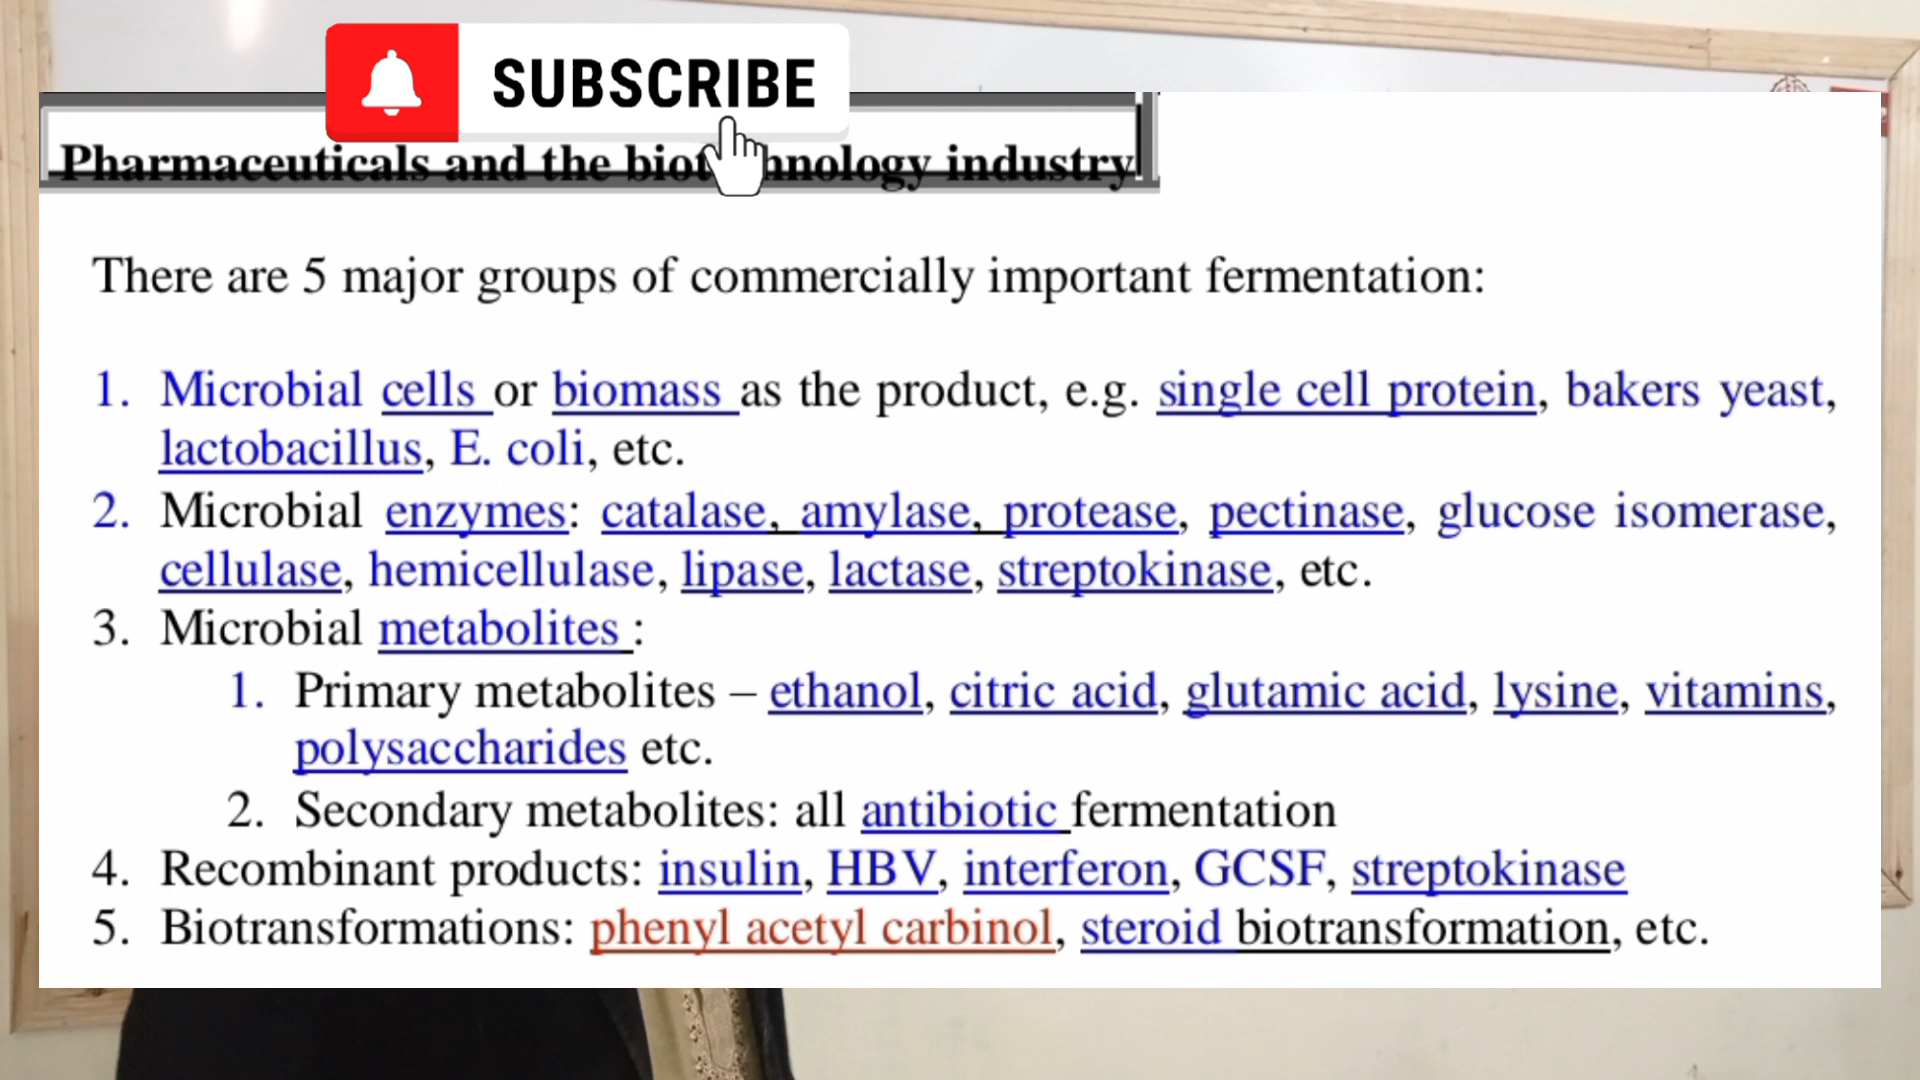 SUBSCRIBE
Pharmaceuticals and the biot hnology industry
There are 5 major groups of commercially important fermentation:
1. Microbial cells or biomass as the product, e.g. single cell protein, bakers yeast,
lactobacillus, E. coli, etc.
2. Microbial enzymes: catalase, amylase, protease, pectinase, glucose isomerase,
cellulase, hemicellulase, lipase, lactase, streptokinase, etc.
3. Microbial metabolites :
1. Primary metabolites – ethanol, citric acid, glutamic acid, lysine, vitamins,
polysaccharides etc.
2. Secondary metabolites: all antibiotic fermentation
4. Recombinant products: insulin, HBV, interferon, GCSF, streptokinase
5. Biotransformations: phenyl acetyl carbinol, steroid biotransformation, etc.